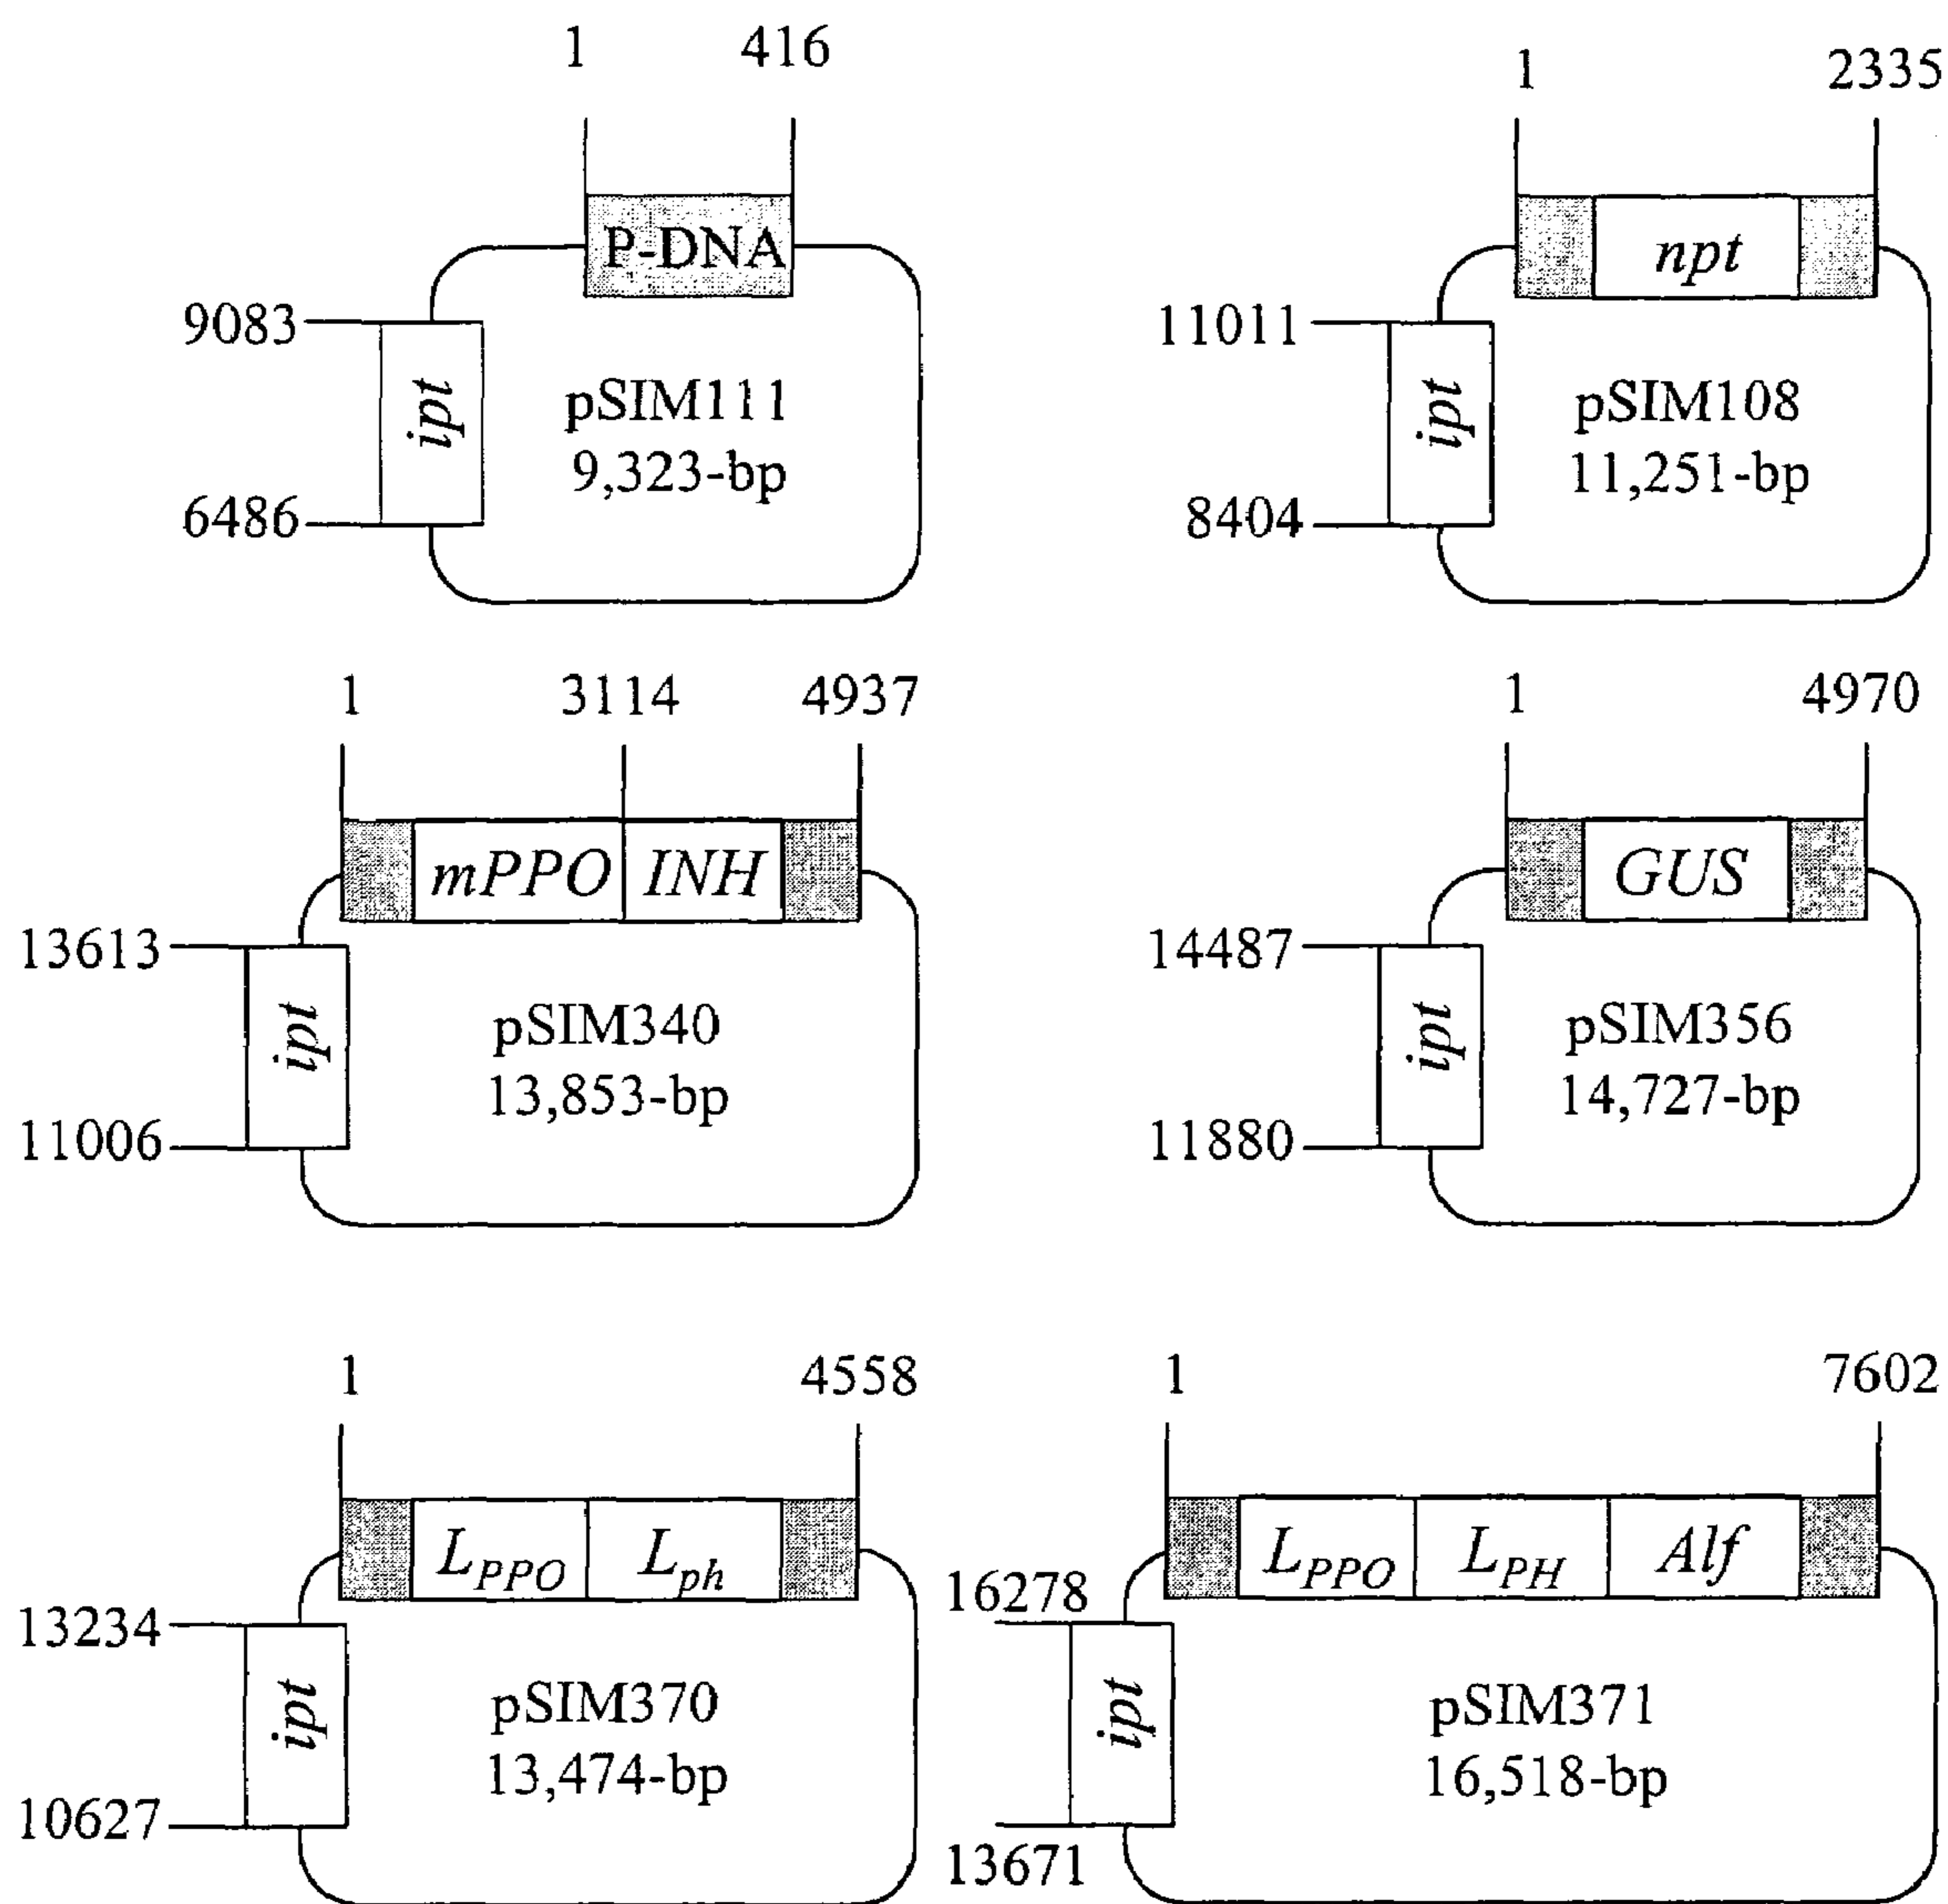 1 416
P-DNA
9083
ipt
6486
pSIM111
9,323-bp
1 2335
npt
11011
ipt
8404
pSIM108
11,251-bp
1 3114 4937
mPPO INH
13613
ipt
11006
pSIM340
13,853-bp
1 4970
GUS
14487
ipt
11880
pSIM356
14,727-bp
1 4558
LPPO Lph
13234
ipt
10627
pSIM370
13,474-bp
1 7602
LPPO LPH Alf
16278
ipt
13671
pSIM371
16,518-bp